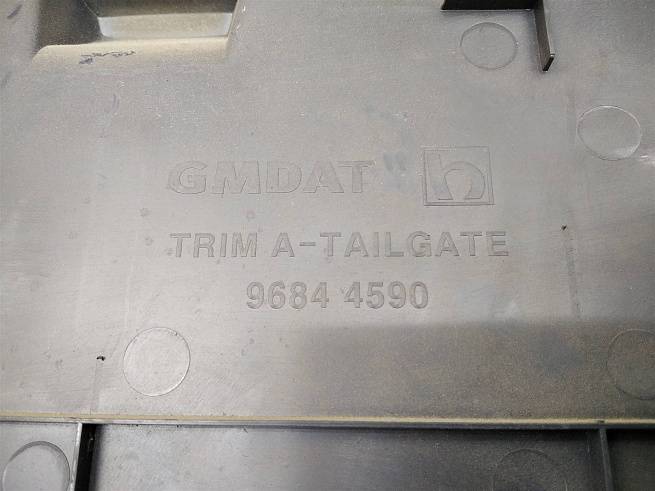 GMDAT
TRIM A-TAILGATE
9684 4590